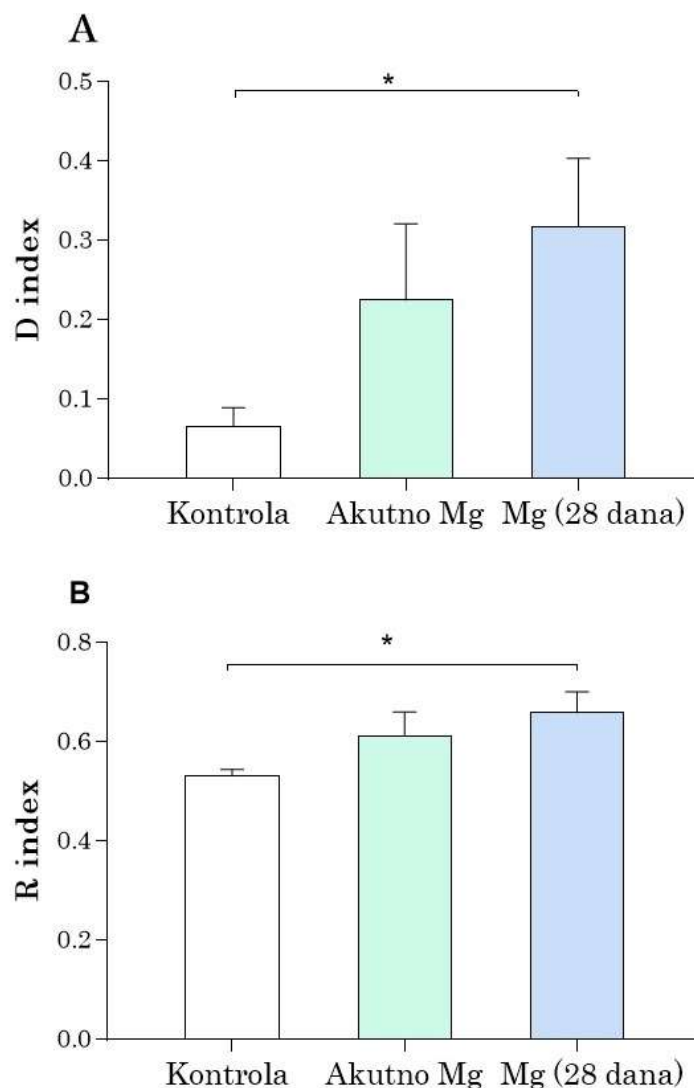 A
0.5
*
0.4
0.3
D index
0.2
0.1
0.0
Kontrola Akutno Mg Mg (28 dana)
B
0.8
*
0.6
R index
0.4
0.2
0.0
Kontrola Akutno Mg Mg (28 dana)